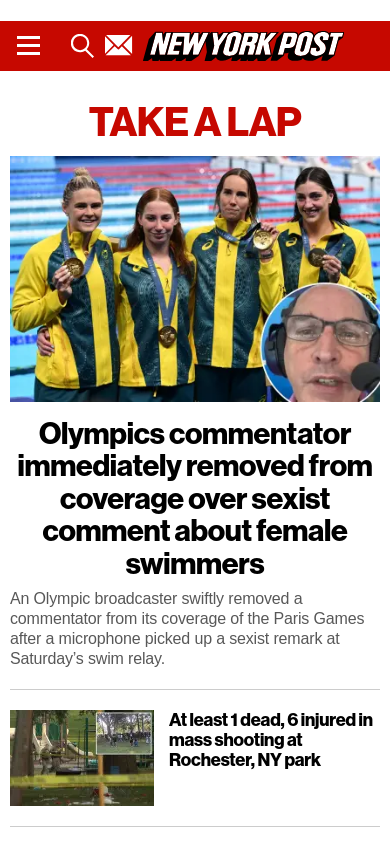 NEW YORK POST
TAKE A LAP
Olympics commentator
immediately removed from
coverage over sexist
comment about female
swimmers
An Olympic broadcaster swiftly removed a
commentator from its coverage of the Paris Games
after a microphone picked up a sexist remark at
Saturday’s swim relay.
At least 1 dead, 6 injured in
mass shooting at
Rochester, NY park